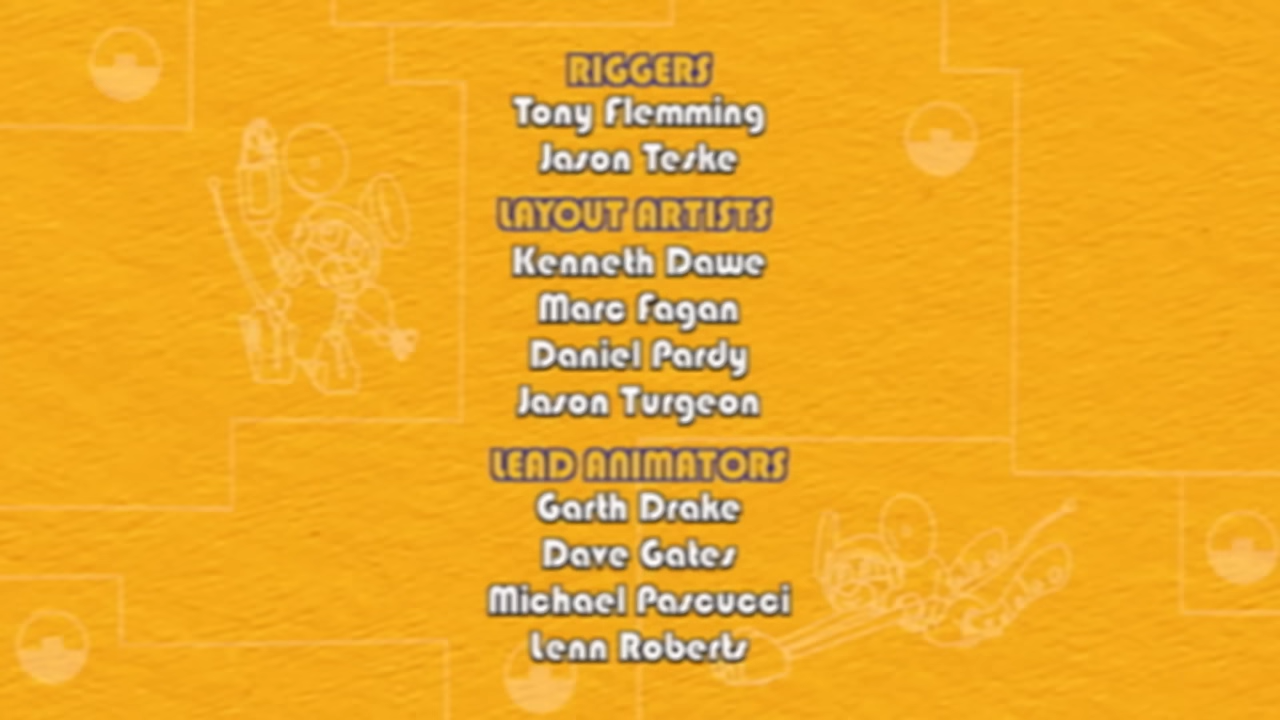 RIGGERS
Tony Flemming
Jason Teske
LAYOUT ARTISTS
Kenneth Dawe
Marc Fagan
Daniel Pardy
Jason Turgeon
LEAD ANIMATORS
Garth Drake
Dave Gates
Michael Pascucci
Lenn Roberts